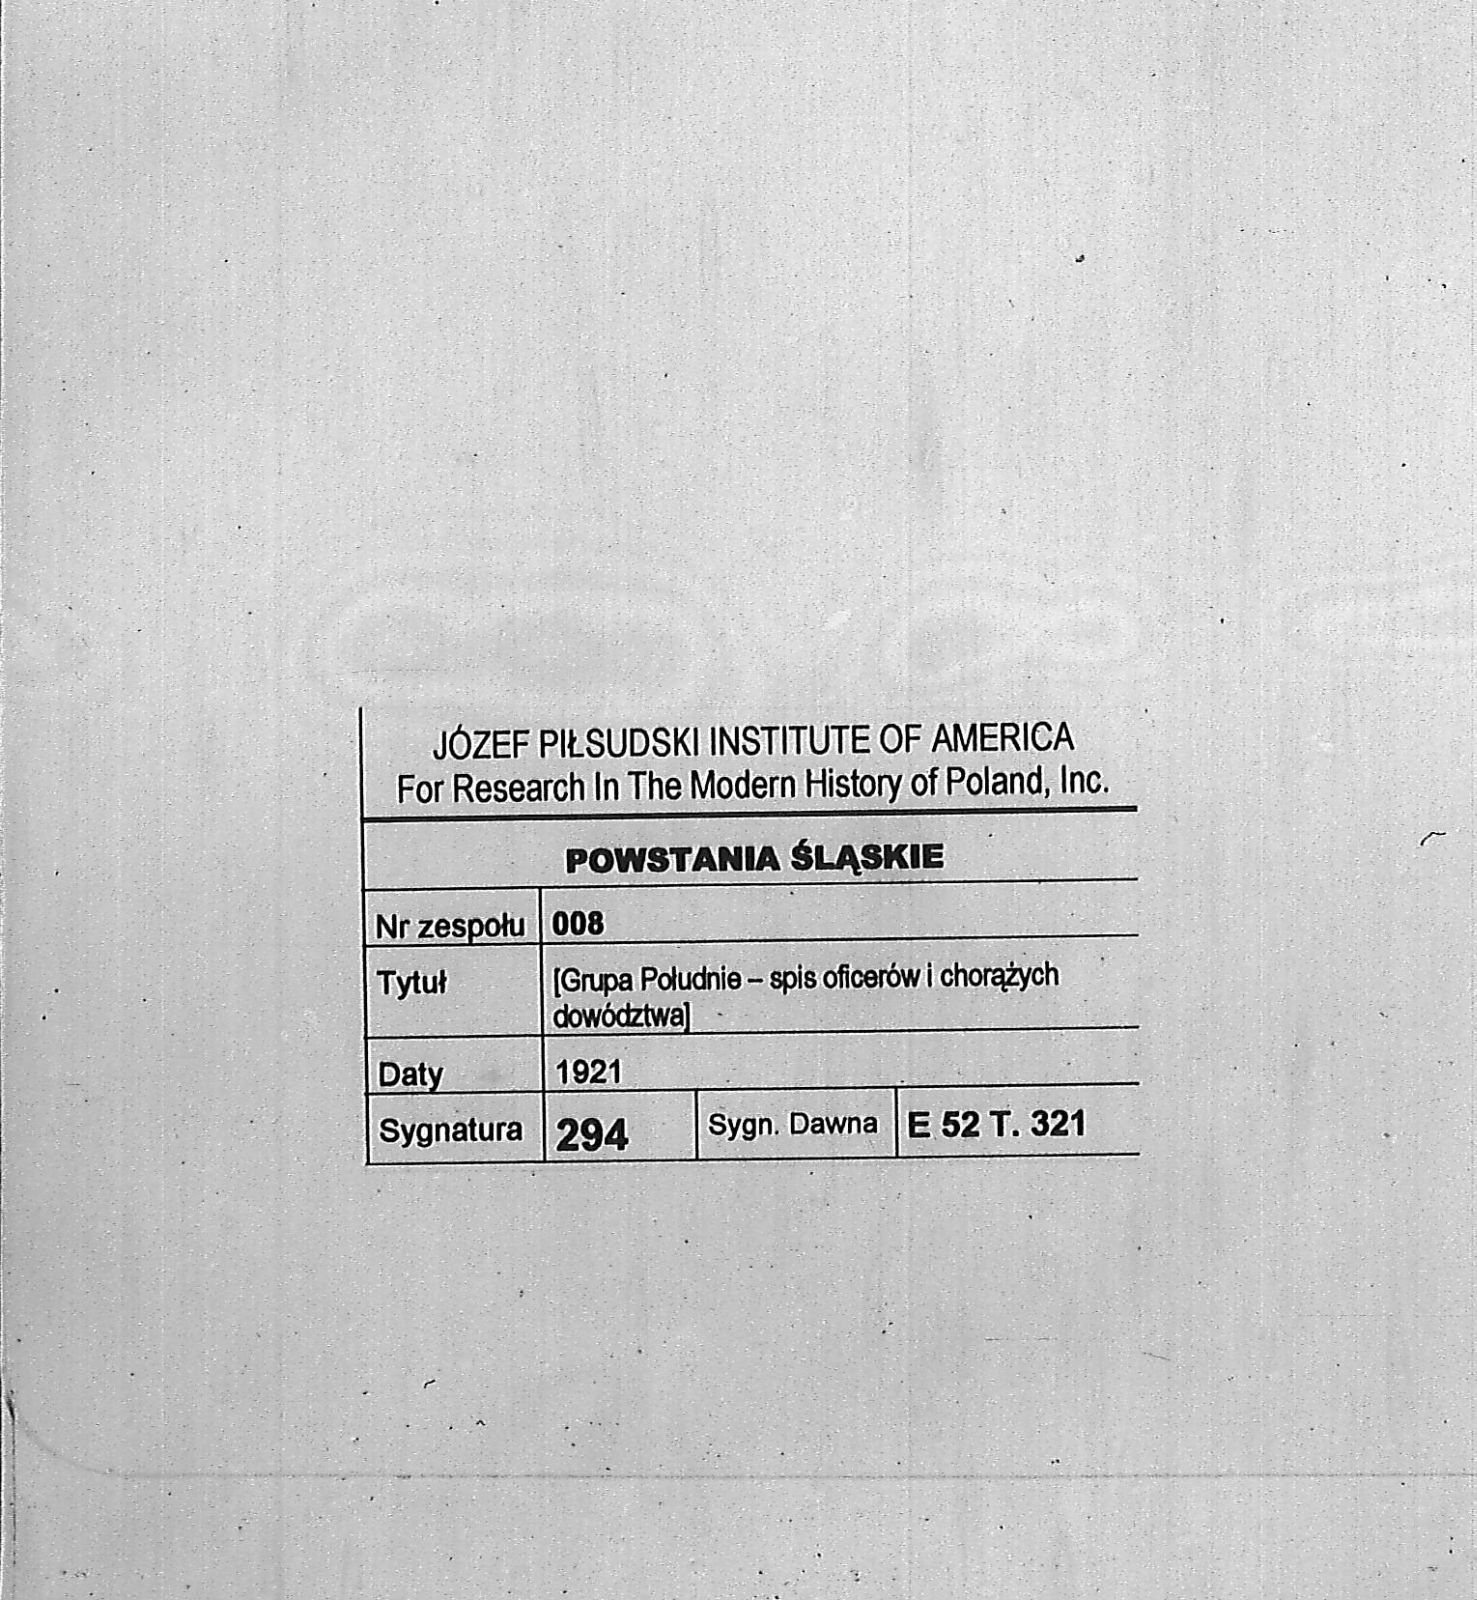 JÓZEF PIŁSUDSKI INSTITUTE OF AMERICA
For Research In The Modern History of Poland, Inc.
POWSTANIA ŚLĄSKIE
Nr zespołu 008
Tytuł [Grupa Południe – spis oficerów i chorążych
dowództwa]
Daty 1921
Sygnatura 294 Sygn. Dawna E 52 T. 321